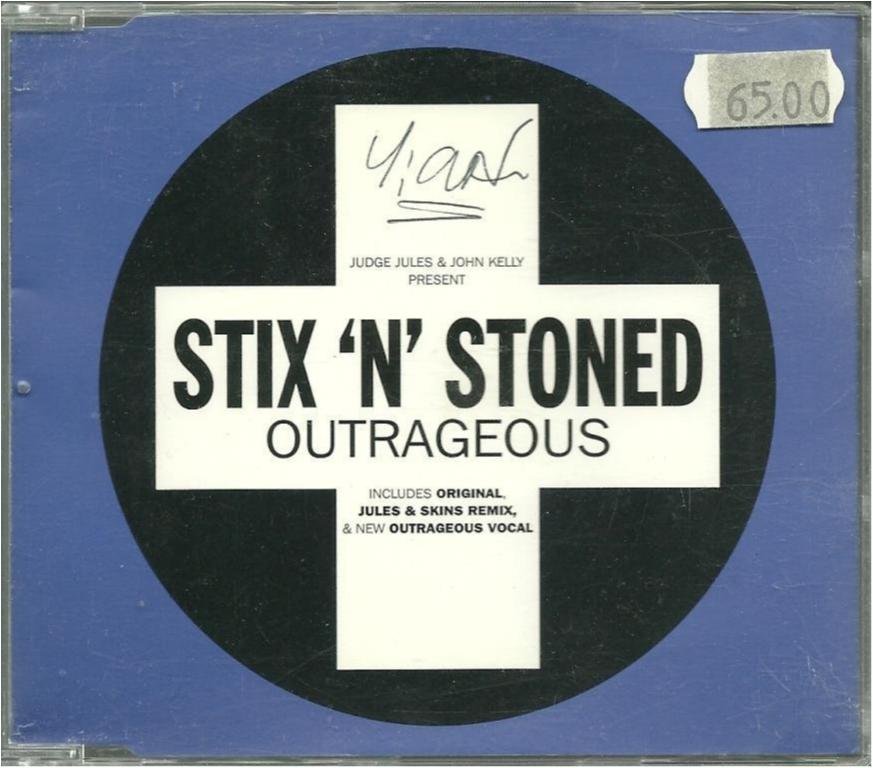 65.00
JUDGE JULES & JOHN KELLY
PRESENT
STIX ‘N’ STONED
OUTRAGEOUS
INCLUDES ORIGINAL,
JULES & SKINS REMIX,
& NEW OUTRAGEOUS VOCAL